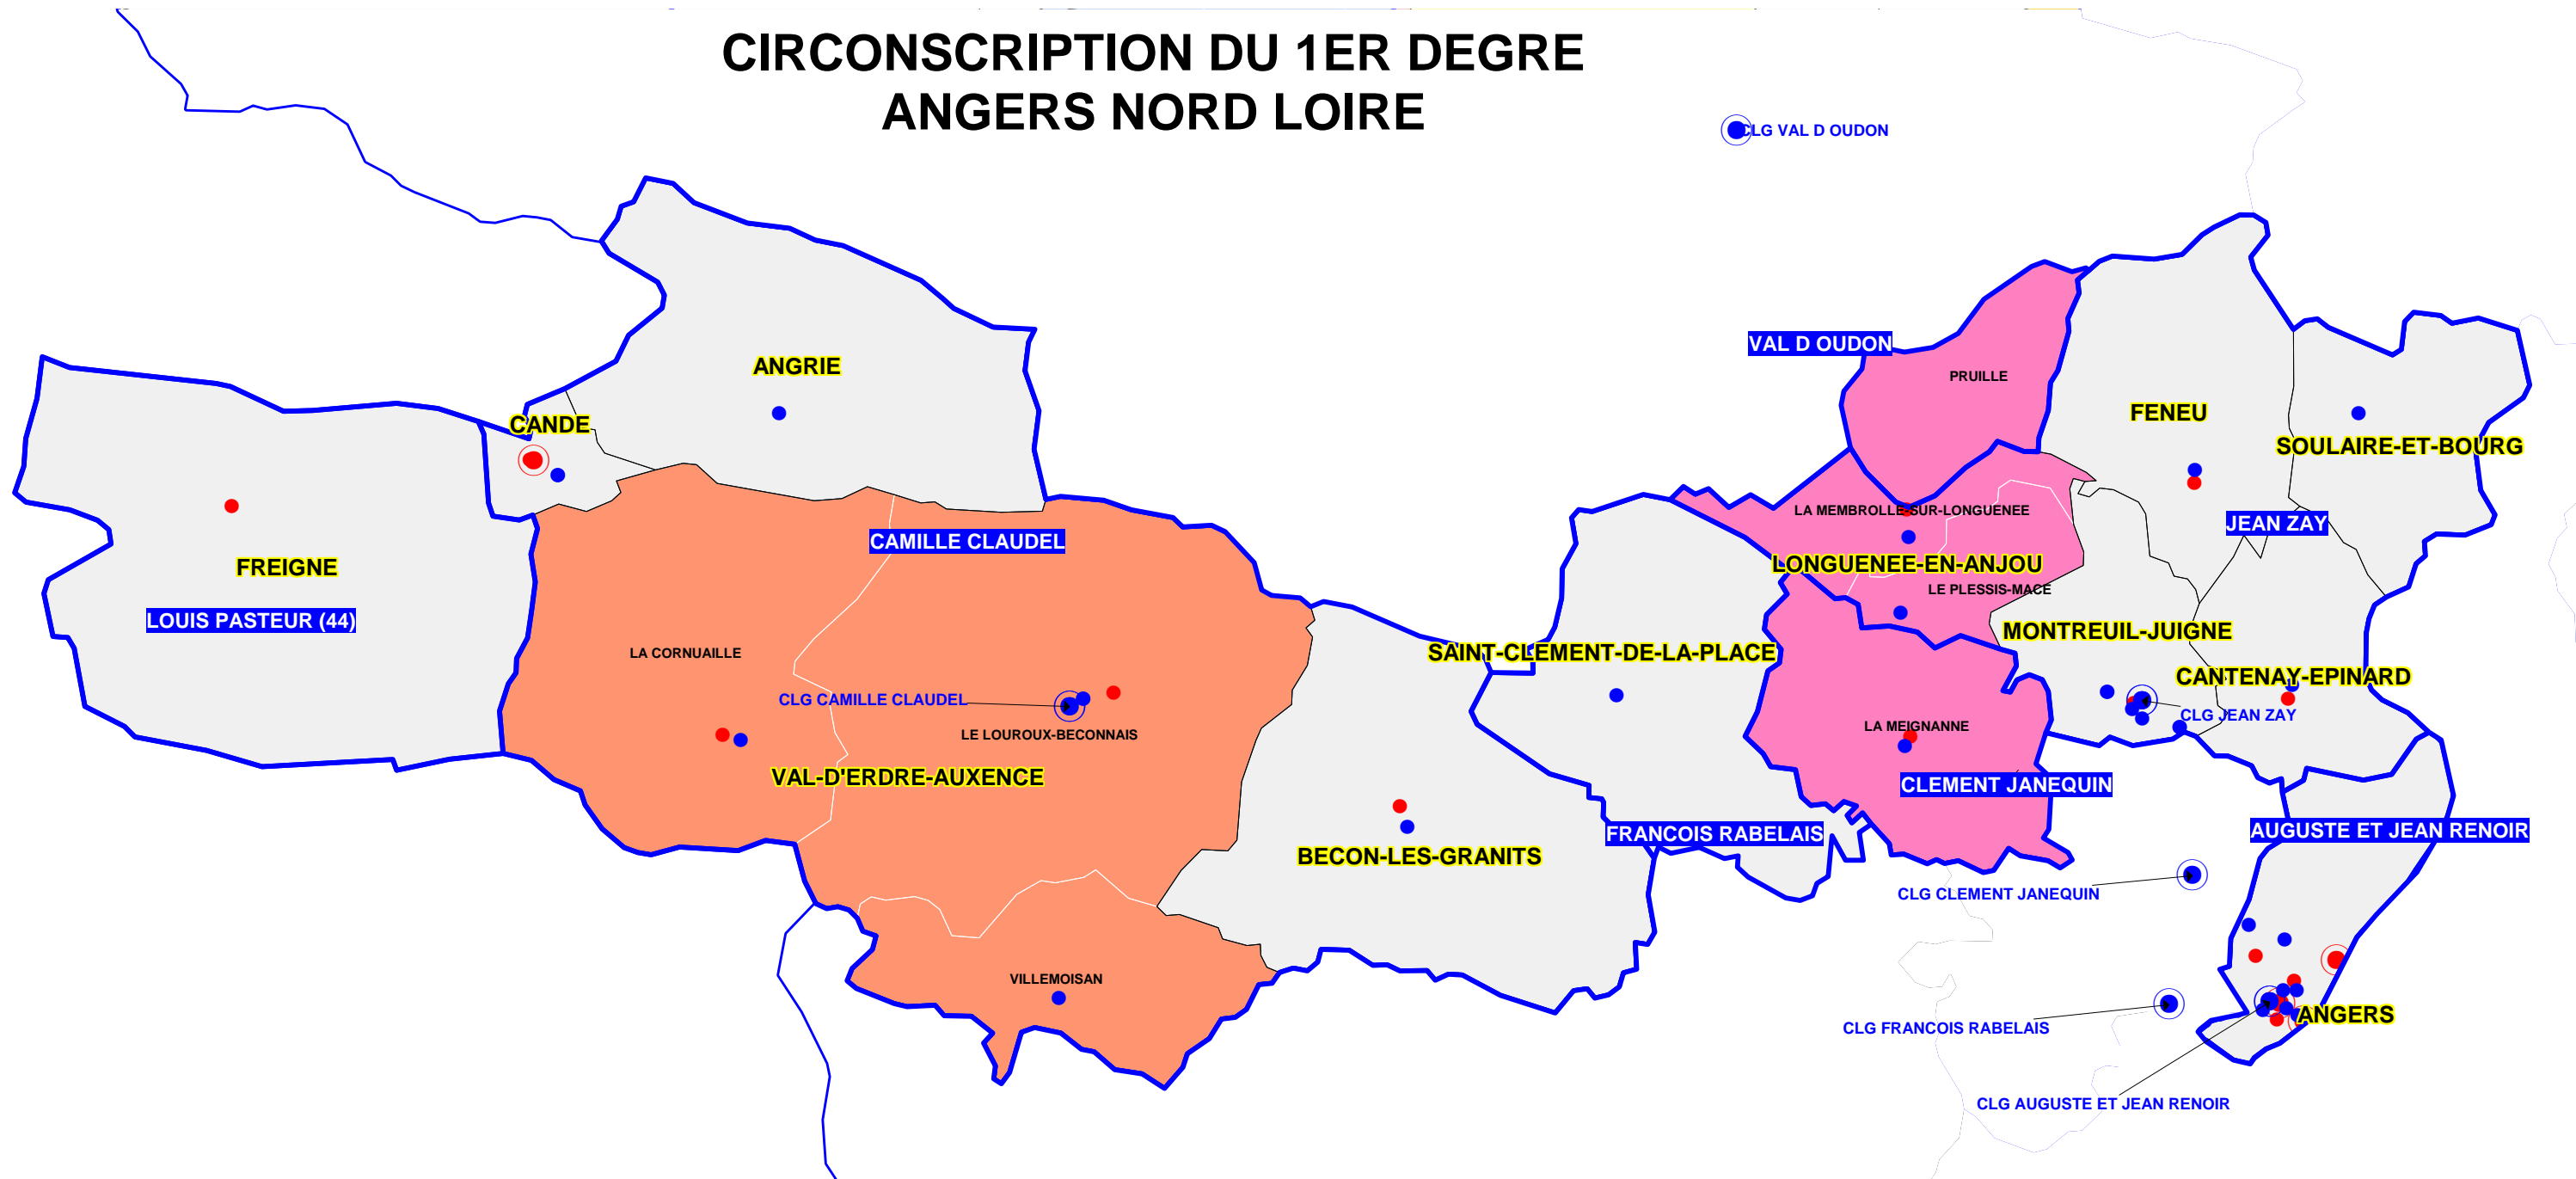 CIRCONSCRIPTION DU 1ER DEGRE
ANGERS NORD LOIRE
CLG VAL D OUDON
VAL D OUDON
ANGRIE
PRUILLE
CANDE
FENEU
SOULAIRE-ET-BOURG
LA MEMBROLLE-SUR-LONGUENEE
JEAN ZAY
CAMILLE CLAUDEL
FREIGNE
LONGUENEE-EN-ANJOU
LE PLESSIS-MACE
LOUIS PASTEUR (44)
MONTREUIL-JUIGNE
LA CORNUAILLE
SAINT-CLEMENT-DE-LA-PLACE
CANTENAY-EPINARD
CLG CAMILLE CLAUDEL
CLG JEAN ZAY
LA MEIGNANNE
LE LOUROUX-BECONNAIS
VAL-D'ERDRE-AUXENCE
CLEMENT JANEQUIN
FRANCOIS RABELAIS
AUGUSTE ET JEAN RENOIR
BECON-LES-GRANITS
CLG CLEMENT JANEQUIN
VILLEMOISAN
ANGERS
CLG FRANCOIS RABELAIS
CLG AUGUSTE ET JEAN RENOIR